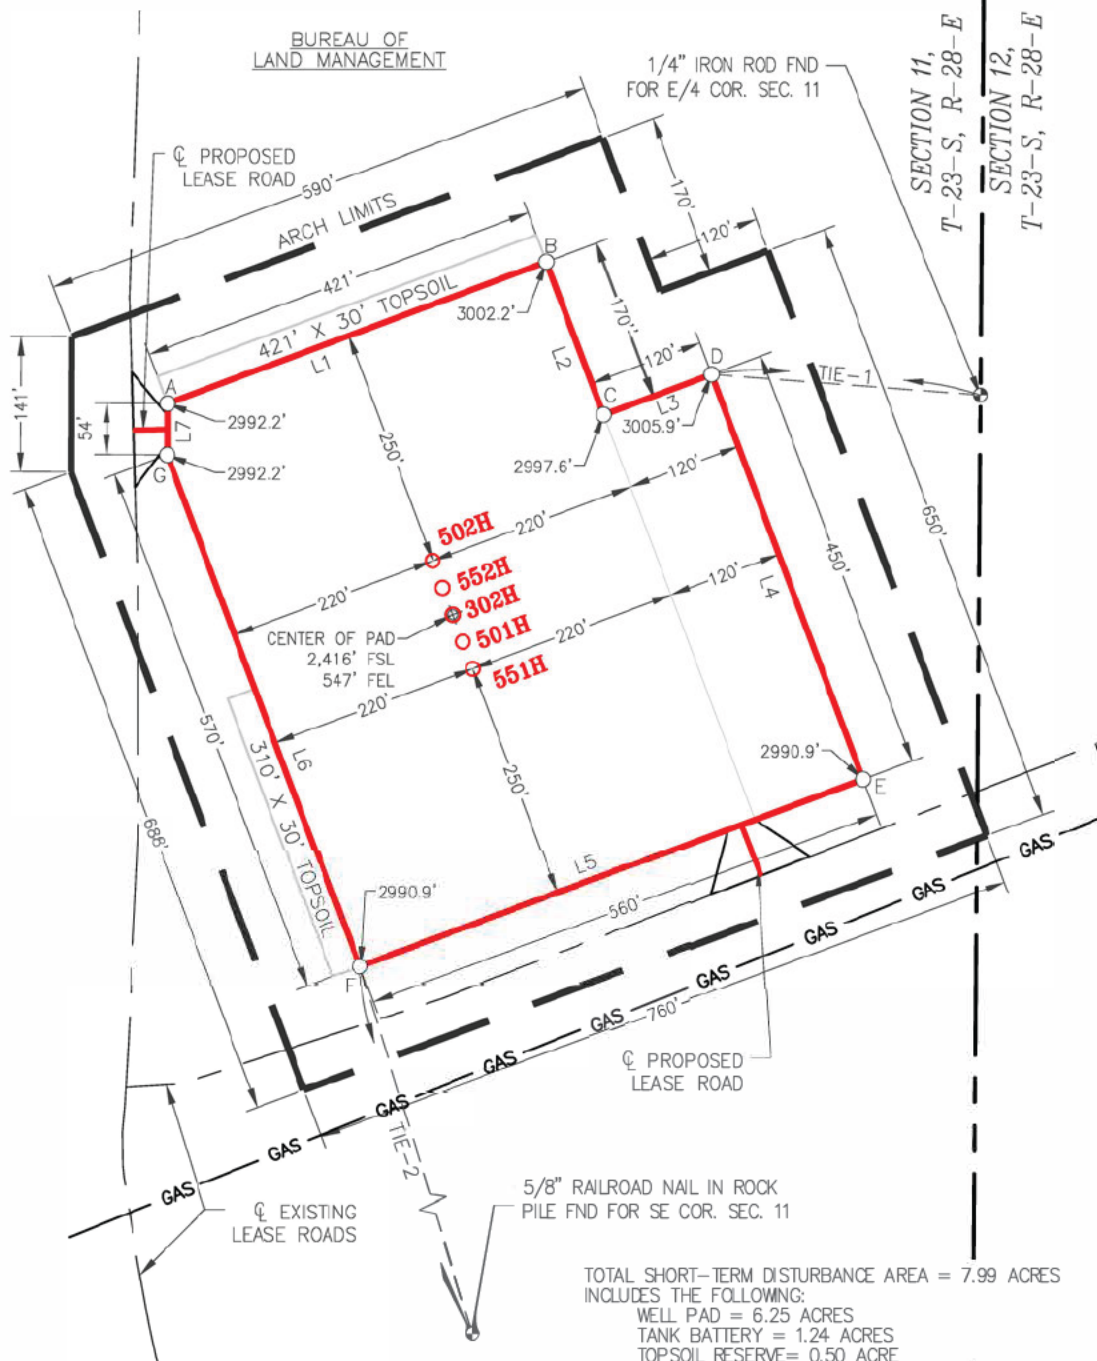 BUREAU OF
LAND MANAGEMENT
1/4" IRON ROD FND
FOR E/4 COR. SEC. 11
SECTION 11,
T-23-S, R-28-E
SECTION 12,
T-23-S, R-28-E
℄ PROPOSED
LEASE ROAD
590'
ARCH LIMITS
170'
120'
421'
421' X 30' TOPSOIL
L1
B
3002.2'
170'
L2
120'
D
TIE-1
C
L3
3005.9'
2997.6'
141'
A
54'
L7
2992.2'
G
2992.2'
250'
120'
220'
502H
552H
302H
501H
551H
220'
CENTER OF PAD
2,416' FSL
547' FEL
120'
220'
220'
450'
L4
650'
570'
L6
310' X 30' TOPSOIL
250'
2990.9'
E
688'
L5
2990.9'
F
560'
760'
GAS
GAS
GAS
GAS
GAS
GAS
GAS
GAS
GAS
℄ PROPOSED
LEASE ROAD
TIE-2
℄ EXISTING
LEASE ROADS
5/8" RAILROAD NAIL IN ROCK
PILE FND FOR SE COR. SEC. 11
TOTAL SHORT-TERM DISTURBANCE AREA = 7.99 ACRES
INCLUDES THE FOLLOWING:
WELL PAD = 6.25 ACRES
TANK BATTERY = 1.24 ACRES
TOPSOIL RESERVE= 0.50 ACRE